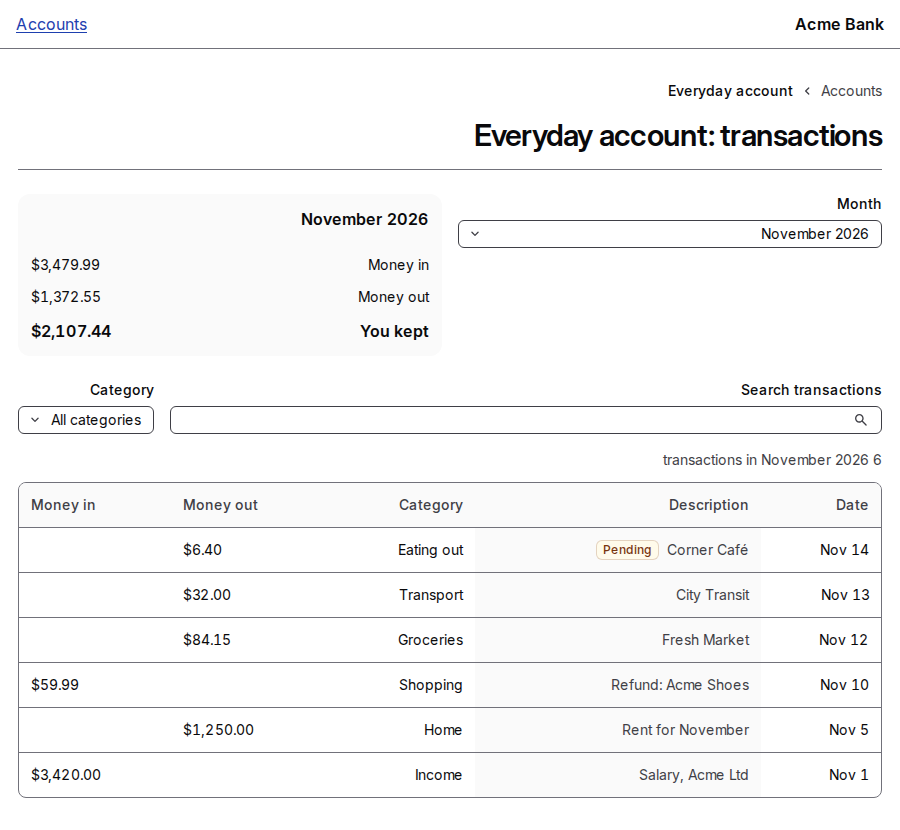 Accounts Acme Bank
Everyday account ‹ Accounts
Everyday account: transactions
Month
November 2026
November 2026
$3,479.99 Money in
$1,372.55 Money out
$2,107.44 You kept
Category Search transactions
All categories
transactions in November 2026 6
Money in Money out Category Description Date
$6.40 Eating out Pending Corner Café Nov 14
$32.00 Transport City Transit Nov 13
$84.15 Groceries Fresh Market Nov 12
$59.99 Shopping Refund: Acme Shoes Nov 10
$1,250.00 Home Rent for November Nov 5
$3,420.00 Income Salary, Acme Ltd Nov 1